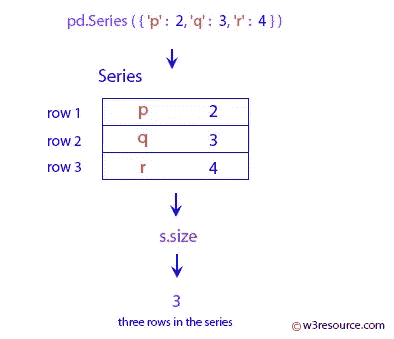 pd.Series ( { 'p' : 2, 'q' : 3, 'r' : 4 } )
Series
row 1 p 2
row 2 q 3
row 3 r 4
s.size
3
three rows in the series
© w3resource.com